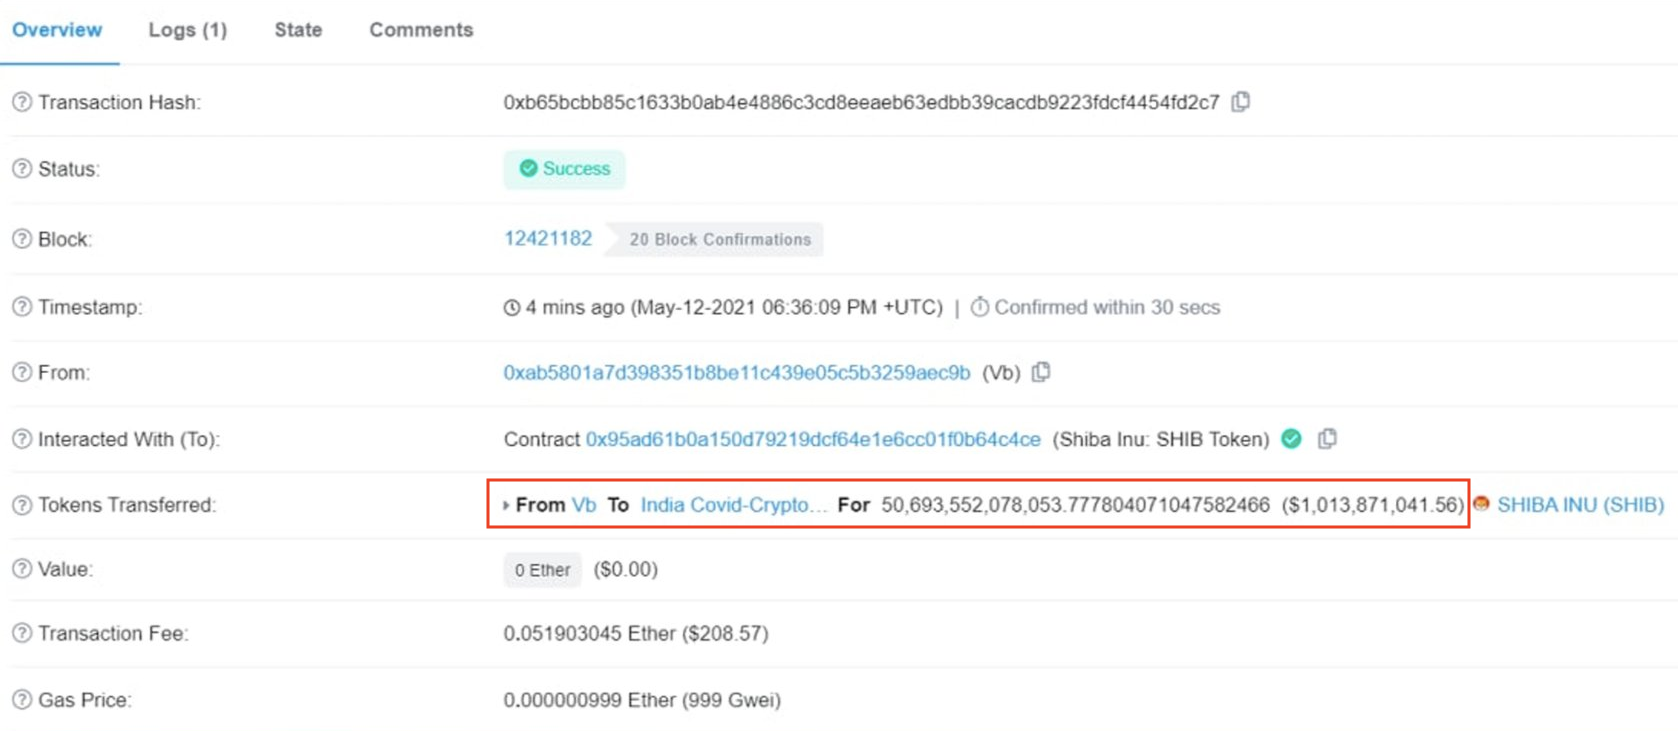 Overview Logs (1) State Comments
Transaction Hash: 0xb65bcbb85c1633b0ab4e4886c3cd8eeaeb63edbb39cacdb9223fdcf4454fd2c7
Status: Success
Block: 12421182 20 Block Confirmations
Timestamp: 4 mins ago (May-12-2021 06:36:09 PM +UTC) | Confirmed within 30 secs
From: 0xab5801a7d398351b8be11c439e05c5b3259aec9b (Vb)
Interacted With (To): Contract 0x95ad61b0a150d79219dcf64e1e6cc01f0b64c4ce (Shiba Inu: SHIB Token)
Tokens Transferred: From Vb To India Covid-Crypto... For 50,693,552,078,053.777804071047582466 ($1,013,871,041.56) SHIBA INU (SHIB)
Value: 0 Ether ($0.00)
Transaction Fee: 0.051903045 Ether ($208.57)
Gas Price: 0.000000999 Ether (999 Gwei)